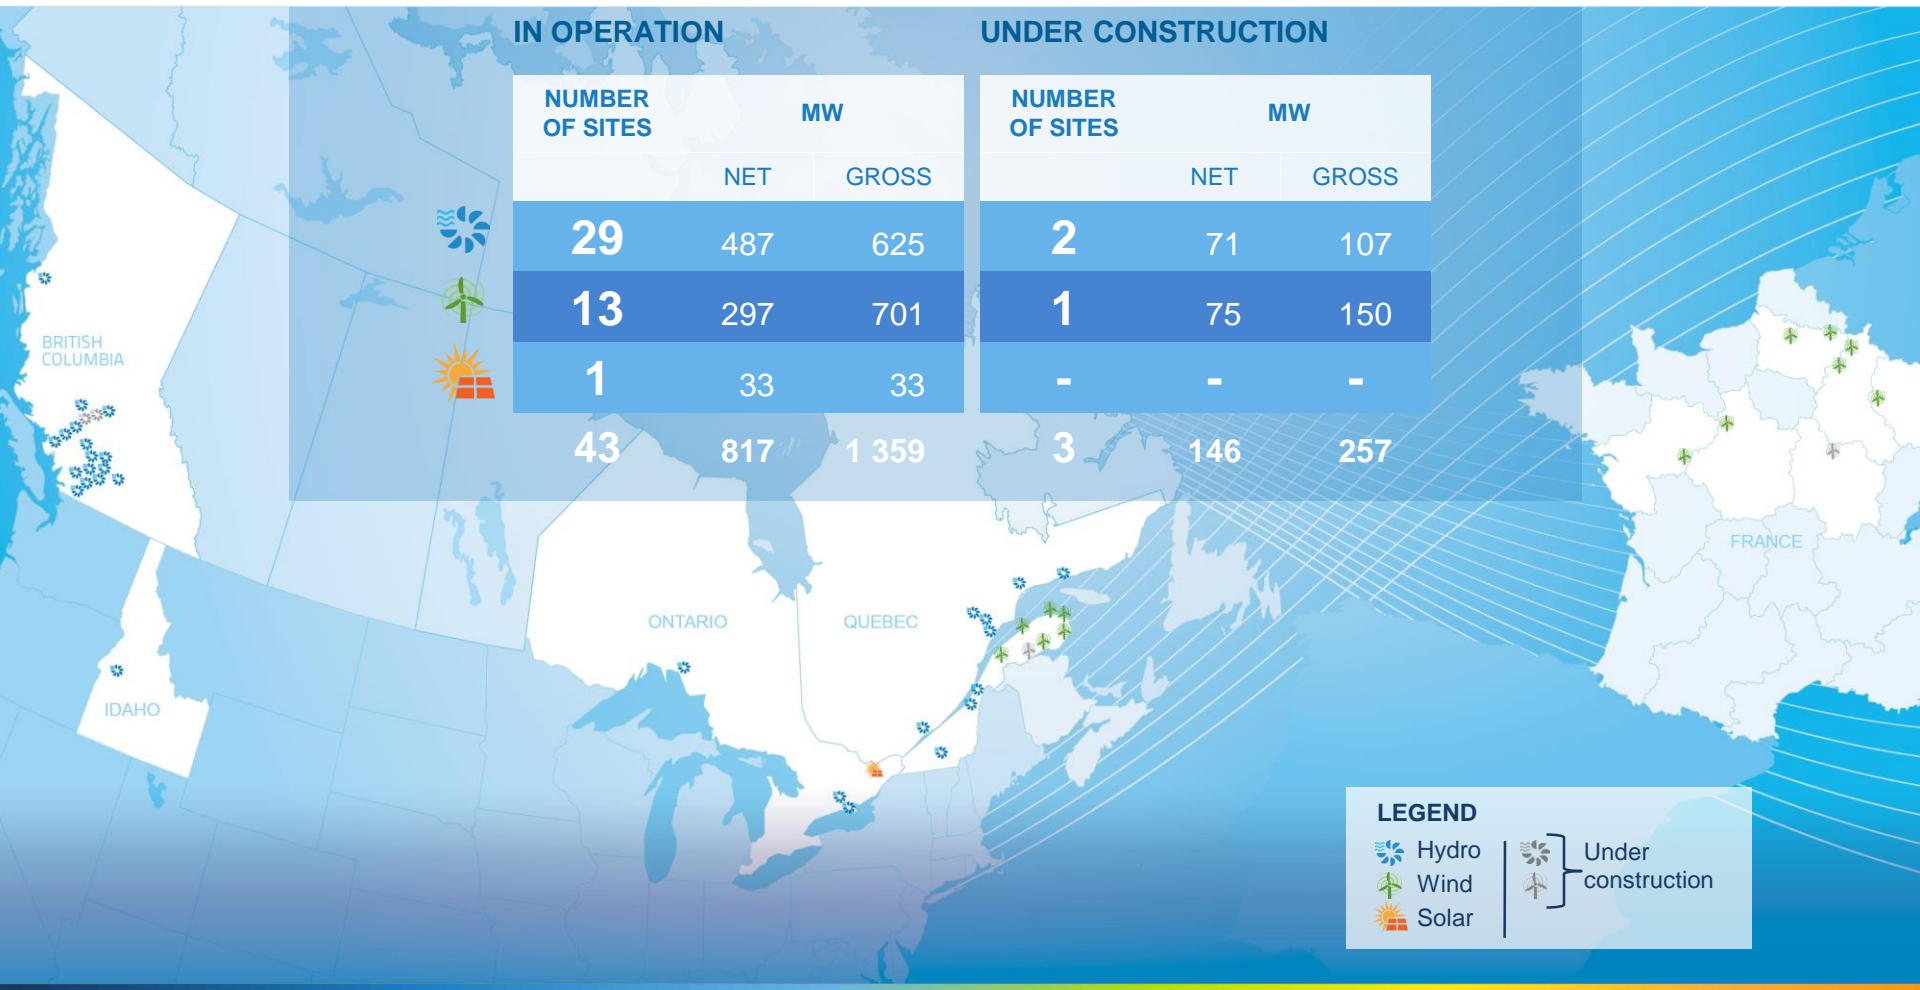 IN OPERATION
UNDER CONSTRUCTION
NUMBER
OF SITES
MW
NUMBER
OF SITES
MW
NET GROSS
NET GROSS
29 487 625
2 71 107
13 297 701
1 75 150
1 33 33
- - -
43 817 1 359
3 146 257
BRITISH
COLUMBIA
IDAHO
ONTARIO
QUEBEC
FRANCE
LEGEND
Hydro
Wind
Solar
Under
construction